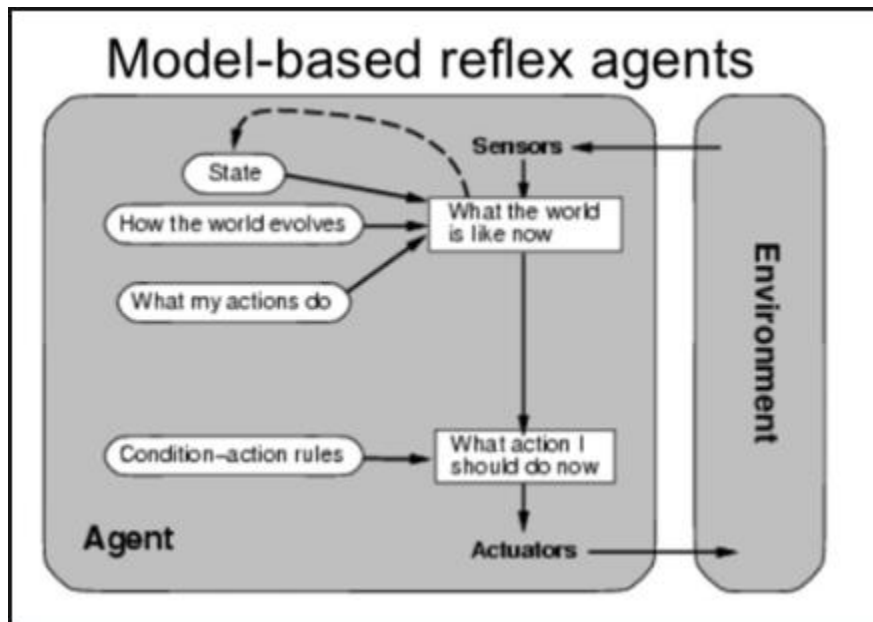 Model-based reflex agents
Sensors
State
What the world
is like now
How the world evolves
What my actions do
Environment
Condition–action rules
What action I
should do now
Agent
Actuators